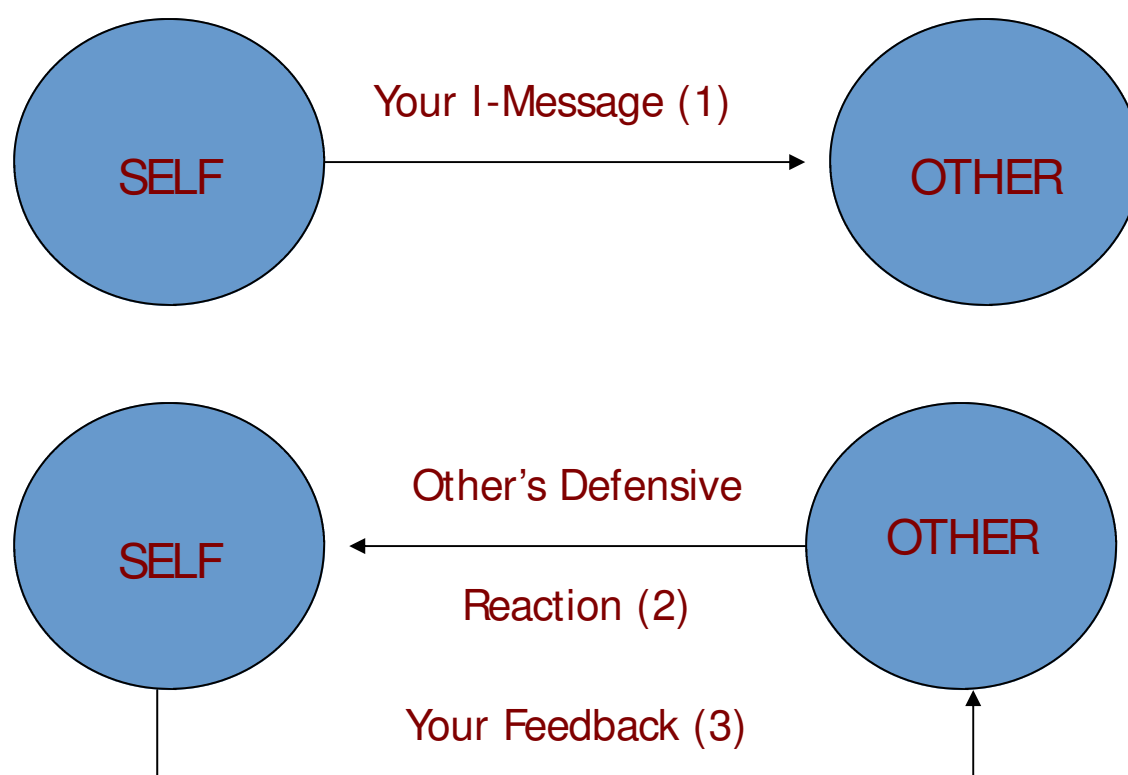 Your I-Message (1)
SELF
OTHER
Other’s Defensive
SELF
OTHER
Reaction (2)
Your Feedback (3)